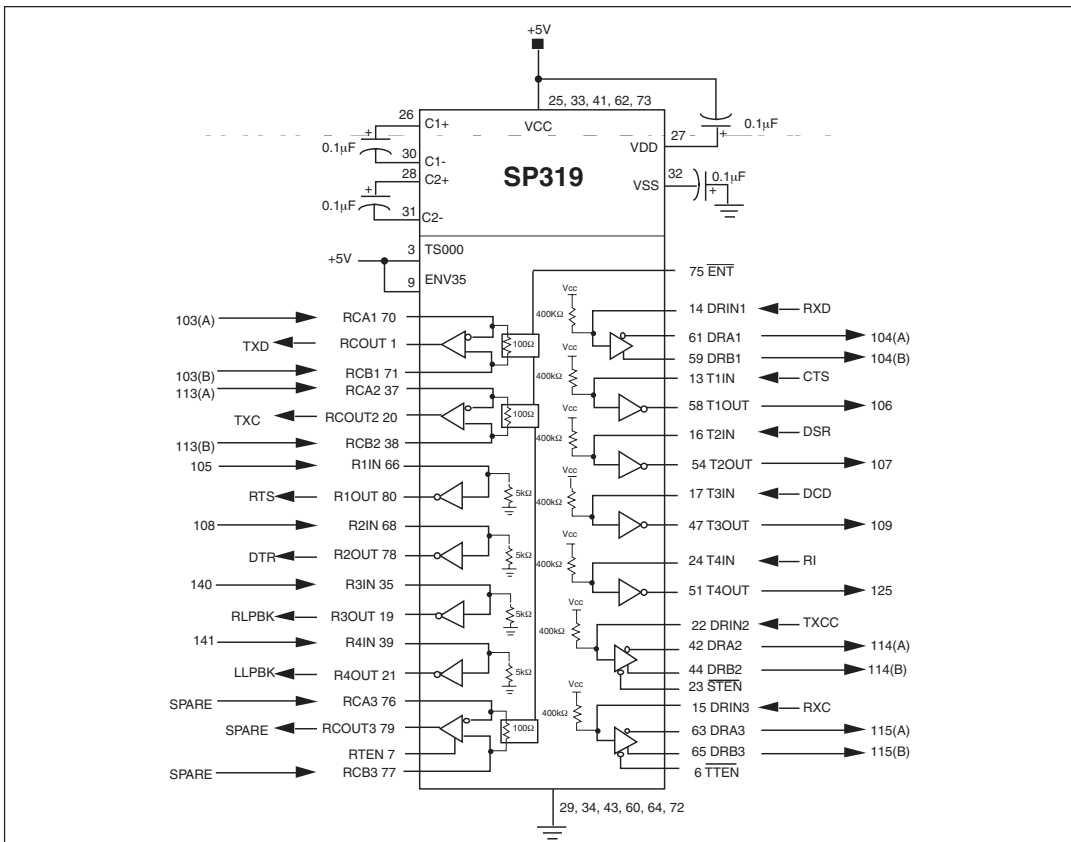 +5V
25, 33, 41, 62, 73
26
C1+
VCC
27
0.1µF
VDD
0.1µF
30
C1-
28
C2+
SP319
32
0.1µF
VSS
0.1µF
31
C2-
3
TS000
+5V
9
ENV35
75 ENT
103(A)
RCA1 70
TXD
RCOUT 1
100Ω
103(B)
RCB1 71
113(A)
RCA2 37
TXC
RCOUT2 20
100Ω
113(B)
RCB2 38
105
R1IN 66
RTS
R1OUT 80
5kΩ
108
R2IN 68
DTR
R2OUT 78
5kΩ
140
R3IN 35
RLPBK
R3OUT 19
5kΩ
141
R4IN 39
LLPBK
R4OUT 21
5kΩ
SPARE
RCA3 76
SPARE
RCOUT3 79
100Ω
RTEN 7
SPARE
RCB3 77
Vcc
400KΩ
14 DRIN1
RXD
61 DRA1
104(A)
59 DRB1
104(B)
Vcc
400kΩ
13 T1IN
CTS
58 T1OUT
106
Vcc
400kΩ
16 T2IN
DSR
54 T2OUT
107
Vcc
400kΩ
17 T3IN
DCD
47 T3OUT
109
Vcc
400kΩ
24 T4IN
RI
51 T4OUT
125
Vcc
400kΩ
22 DRIN2
TXCC
42 DRA2
114(A)
44 DRB2
114(B)
23 STEN
Vcc
400kΩ
15 DRIN3
RXC
63 DRA3
115(A)
65 DRB3
115(B)
6 TTEN
29, 34, 43, 60, 64, 72